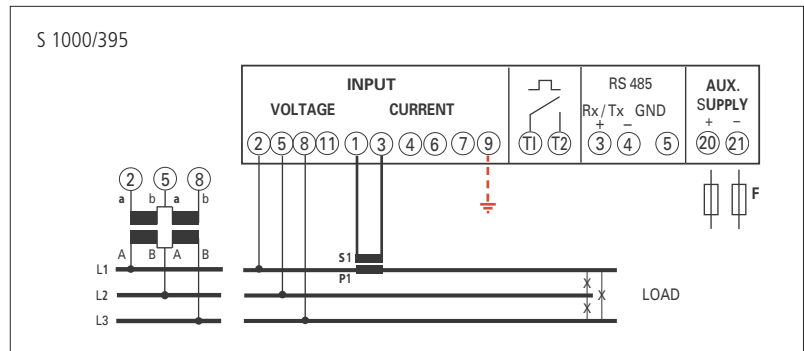 S 1000/395
INPUT
VOLTAGE CURRENT
RS 485
Rx/Tx GND
+ −
AUX.
SUPPLY
+ −
2 5 8 11 1 3 4 6 7 9
T1 T2
3 4 5
20 21
F
2 5 8
a b a b
A B A B
S1
P1
L1
L2
L3
X
X
X
LOAD